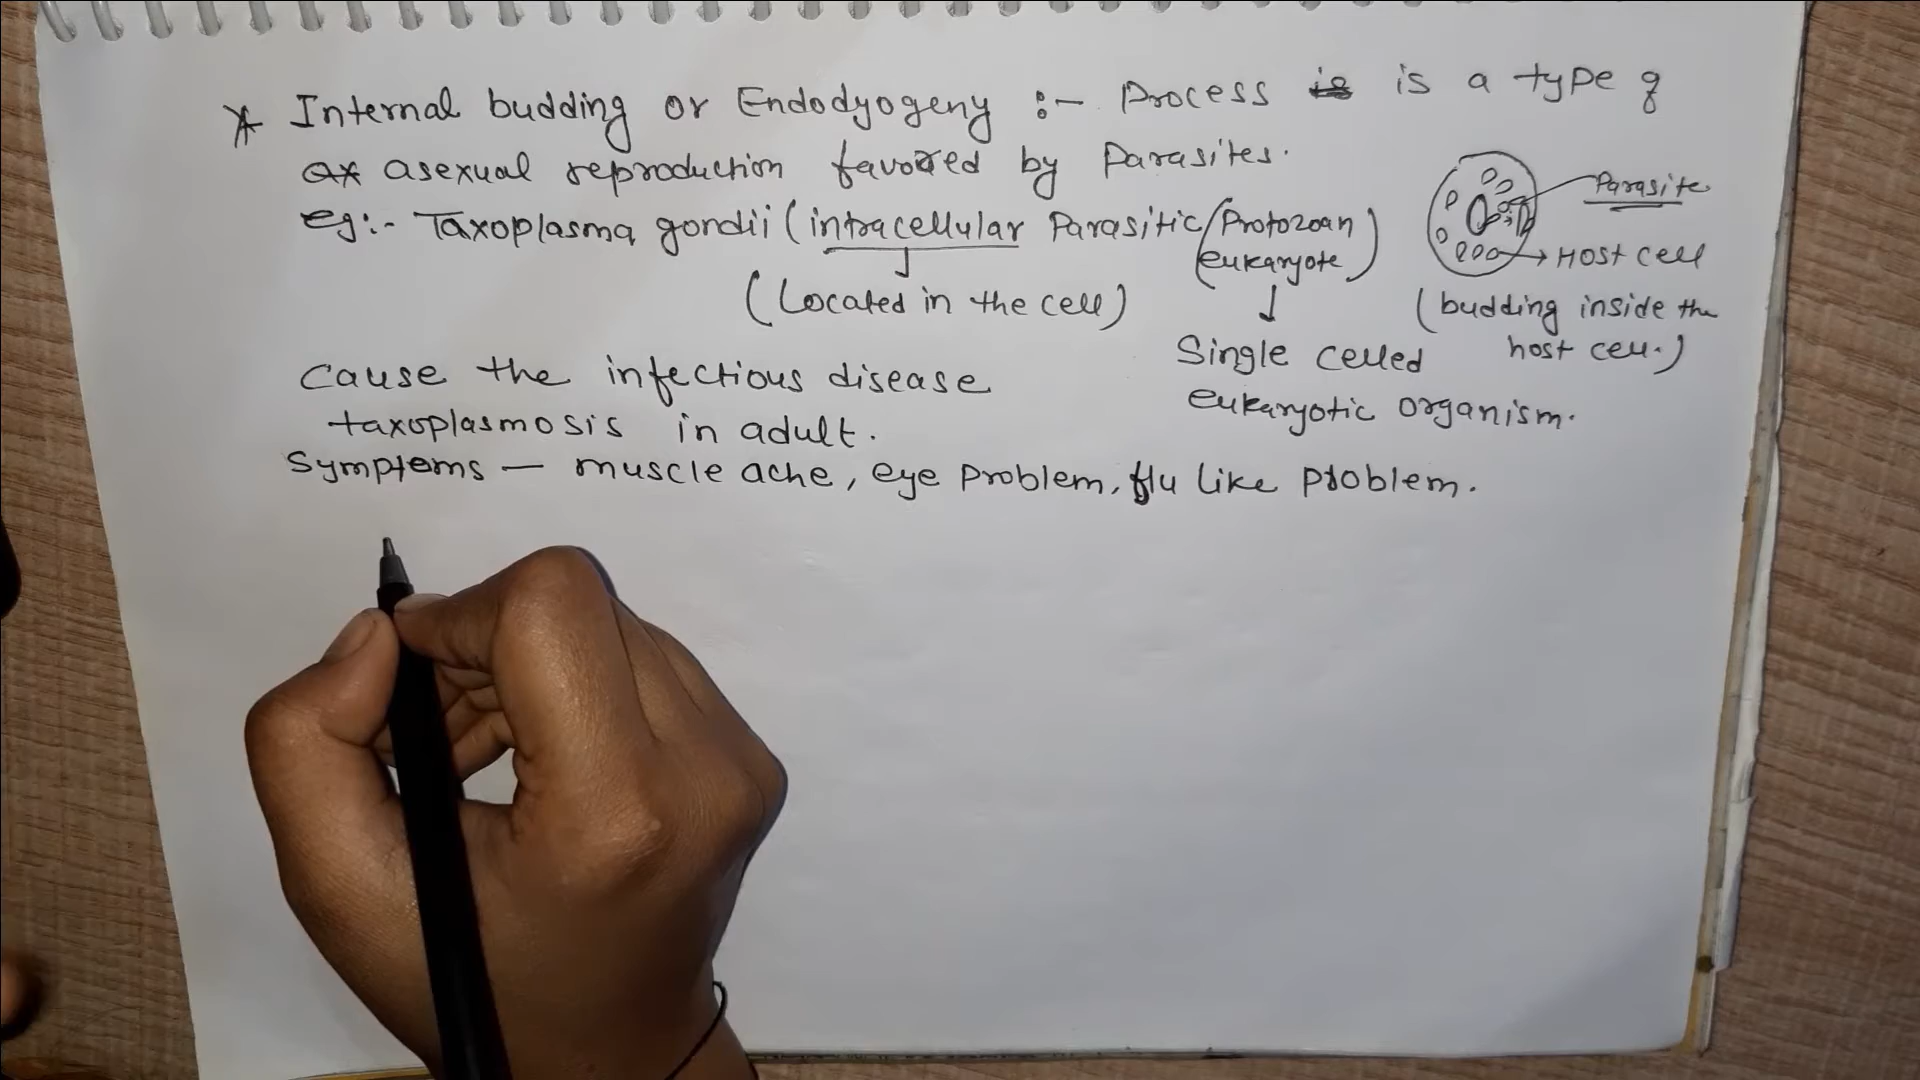 * Internal budding or Endodyogeny :- Process is is a type of
asexual reproduction favored by Parasites.
eg:- Taxoplasma gondii (intracellular Parasitic/Protozoan
eukaryote)
(Located in the cell)
Single celled
eukaryotic organism.
Parasite
Host cell
(budding inside the
host cell.)
Cause the infectious disease
taxoplasmosis in adult.
Symptems — muscle ache, eye problem, flu like problem.